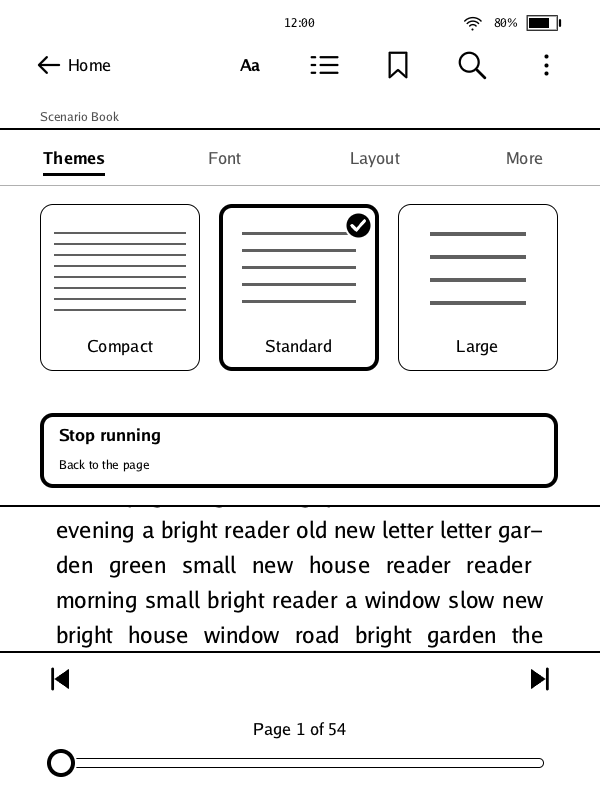 12:00
80%
Home
Aa
Scenario Book
Themes
Font
Layout
More
Compact
Standard
Large
Stop running
Back to the page
evening a bright reader old new letter letter gar–
den green small new house reader reader
morning small bright reader a window slow new
bright house window road bright garden the
Page 1 of 54